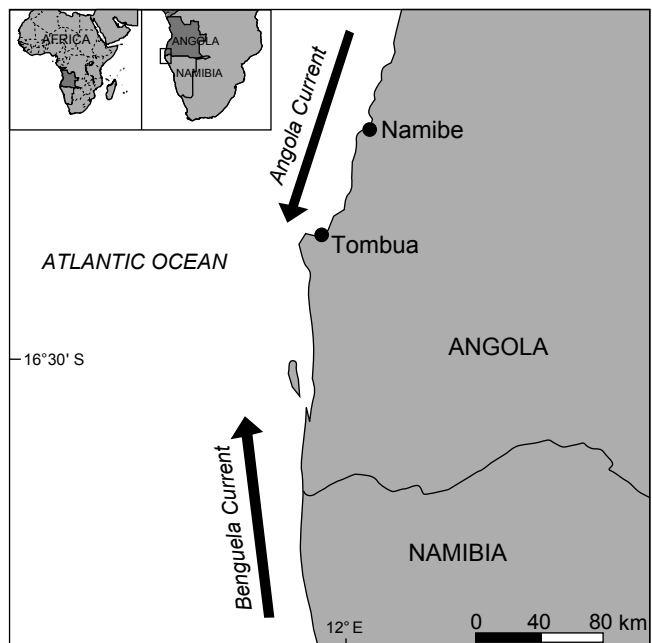 AFRICA
ANGOLA
NAMIBIA
Angola Current
Namibe
Tombua
ATLANTIC OCEAN
16°30' S
ANGOLA
Benguela Current
NAMIBIA
12° E
0 40 80 km